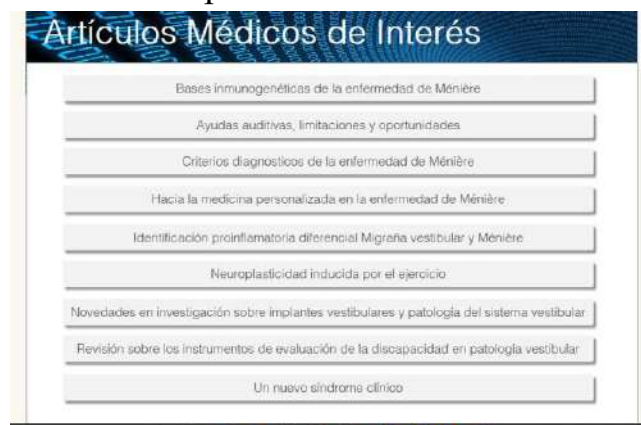 Artículos Médicos de Interés
Bases inmunogenéticas de la enfermedad de Ménière
Ayudas auditivas, limitaciones y oportunidades
Criterios diagnosticos de la enfermedad de Ménière
Hacia la medicina personalizada en la enfermedad de Ménière
Identificación proinflamatoria diferencial Migraña vestibular y Ménière
Neuroplasticidad inducida por el ejercicio
Novedades en investigación sobre implantes vestibulares y patología del sistema vestibular
Revisión sobre los instrumentos de evaluación de la discapacidad en patología vestibular
Un nuevo síndrome clínico